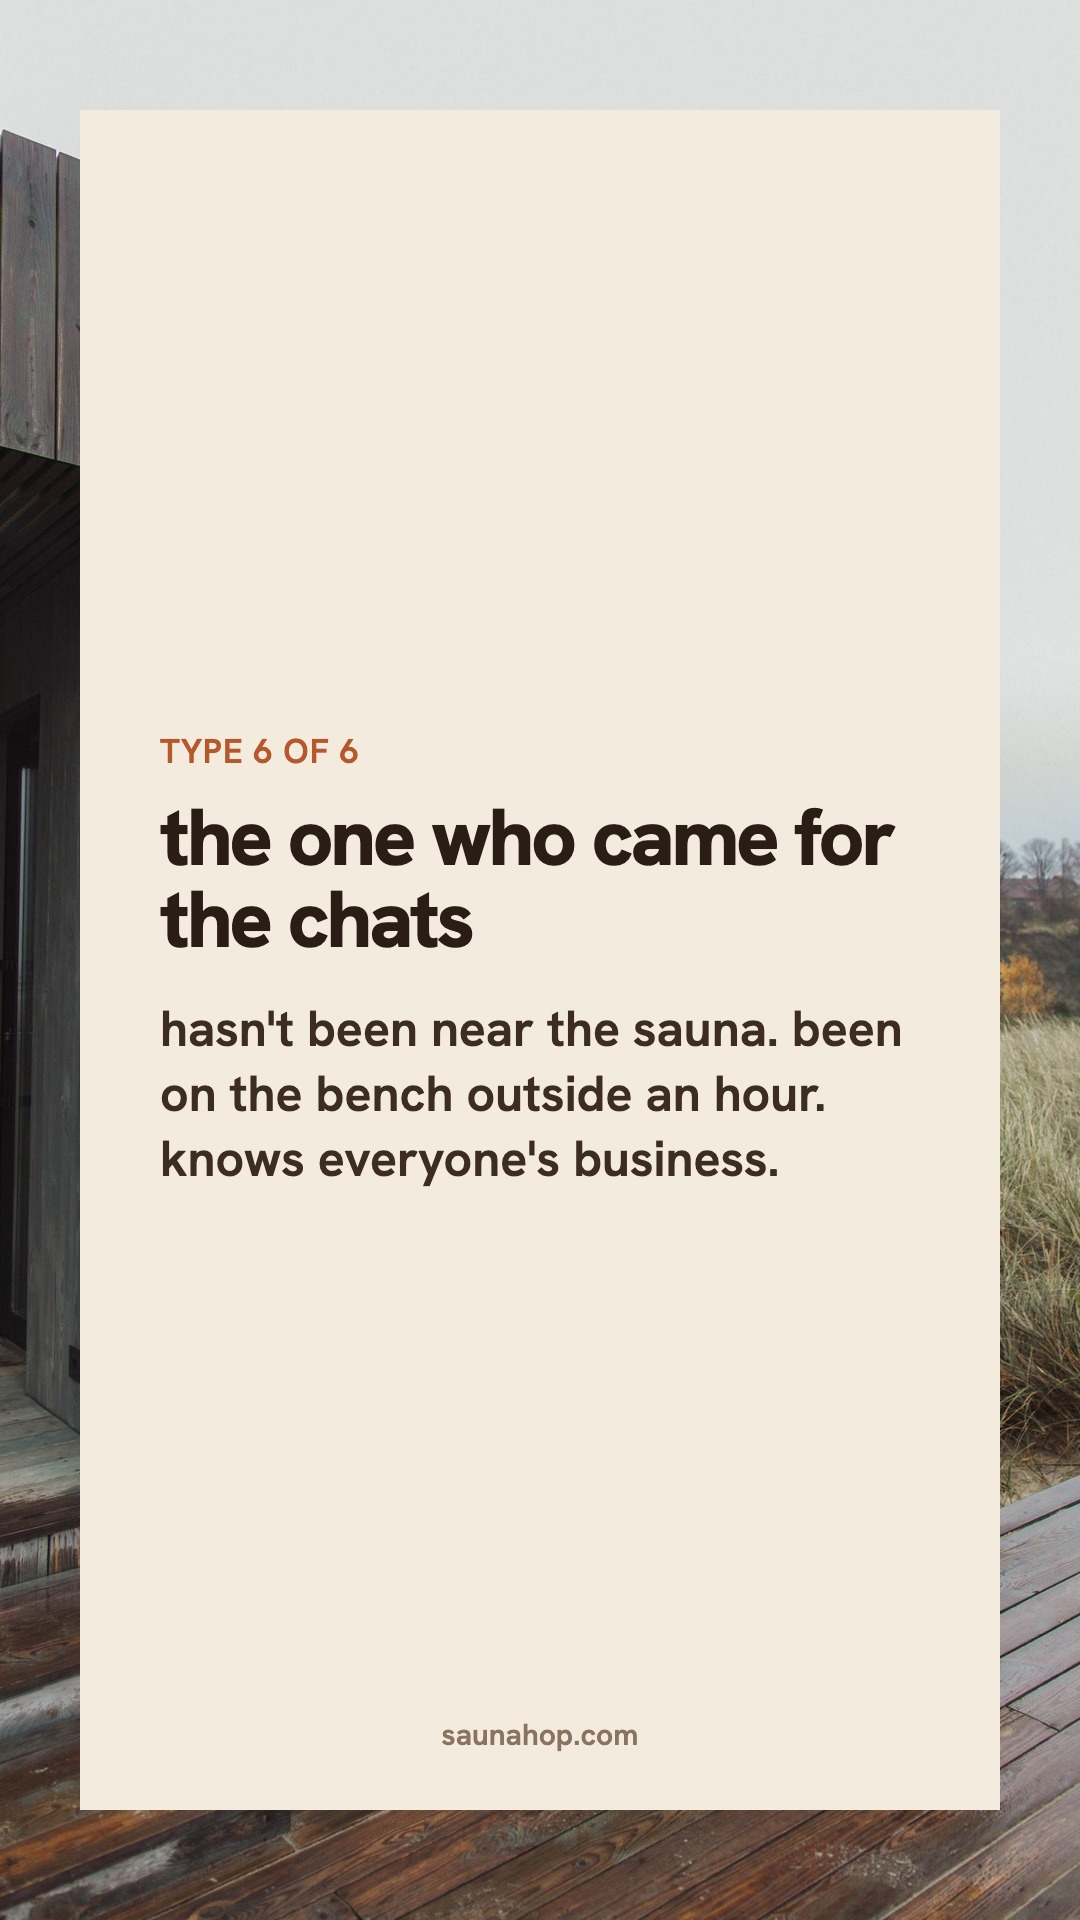 TYPE 6 OF 6
the one who came for
the chats
hasn't been near the sauna. been
on the bench outside an hour.
knows everyone's business.
saunahop.com